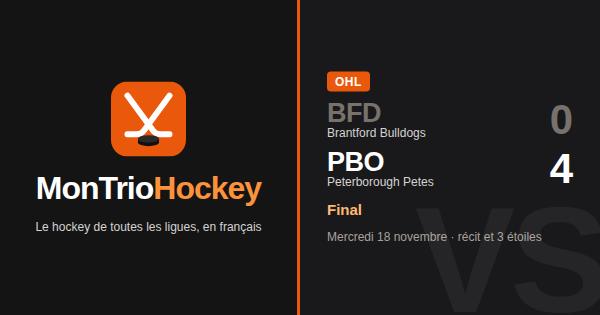 MonTrioHockey
Le hockey de toutes les ligues, en français
OHL
BFD 0
Brantford Bulldogs
PBO 4
Peterborough Petes
Final
Mercredi 18 novembre · récit et 3 étoiles
VS